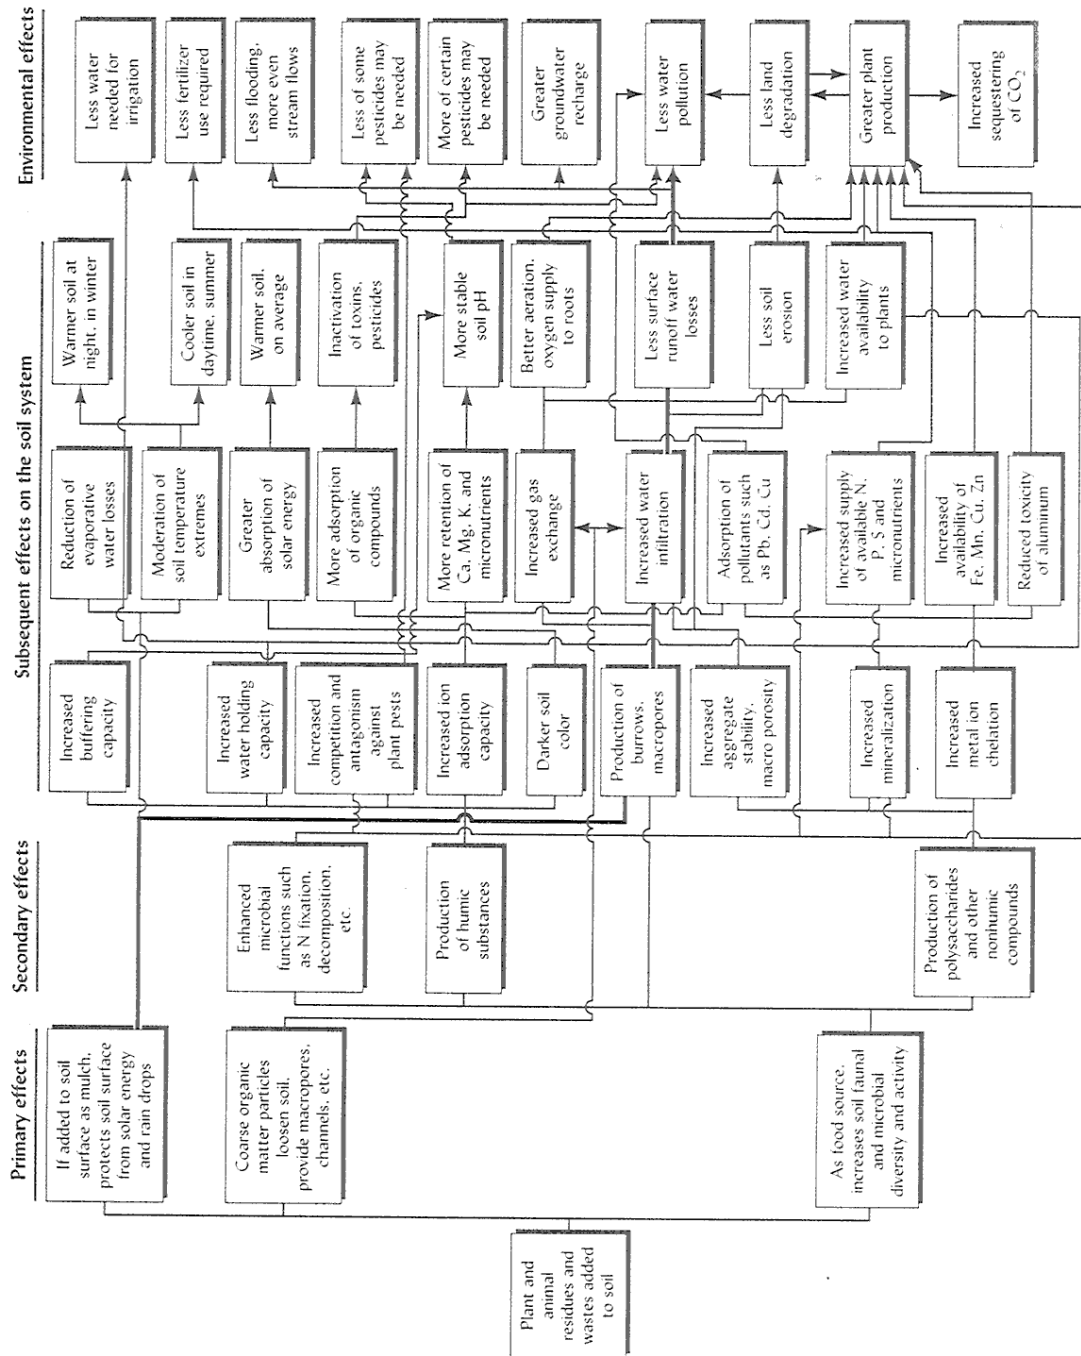 Primary effects
Secondary effects
Subsequent effects on the soil system
Environmental effects
Plant and
animal
residues and
wastes added
to soil
If added to soil
surface as mulch,
protects soil surface
from solar energy
and rain drops
Coarse organic
matter particles
loosen soil,
provide macropores,
channels, etc.
As food source,
increases soil faunal
and microbial
diversity and activity
Enhanced
microbial
functions such
as N fixation,
decomposition,
etc.
Production
of humic
substances
Production of
polysaccharides
and other
nonhumic
compounds
Increased
buffering
capacity
Increased
water holding
capacity
Increased
competition and
antagonism
against
plant pests
Increased ion
adsorption
capacity
Darker soil
color
Production of
burrows,
macropores
Increased
aggregate
stability,
macro porosity
Increased
mineralization
Increased
metal ion
chelation
Reduction of
evaporative
water losses
Moderation of
soil temperature
extremes
Greater
absorption of
solar energy
More adsorption
of organic
compounds
More retention of
Ca, Mg, K, and
micronutrients
Increased gas
exchange
Increased water
infiltration
Adsorption of
pollutants such
as Pb, Cd, Cu
Increased supply
of available N,
P, S and
micronutrients
Increased
availability of
Fe, Mn, Cu, Zn
Reduced toxicity
of aluminum
Warmer soil at
night, in winter
Cooler soil in
daytime, summer
Warmer soil,
on average
Inactivation
of toxins,
pesticides
More stable
soil pH
Better aeration,
oxygen supply
to roots
Less surface
runoff water
losses
Less soil
erosion
Increased water
availability
to plants
Less water
needed for
irrigation
Less fertilizer
use required
Less flooding,
more even
stream flows
Less of some
pesticides may
be needed
More of certain
pesticides may
be needed
Greater
groundwater
recharge
Less water
pollution
Less land
degradation
Greater plant
production
Increased
sequestering
of CO₂